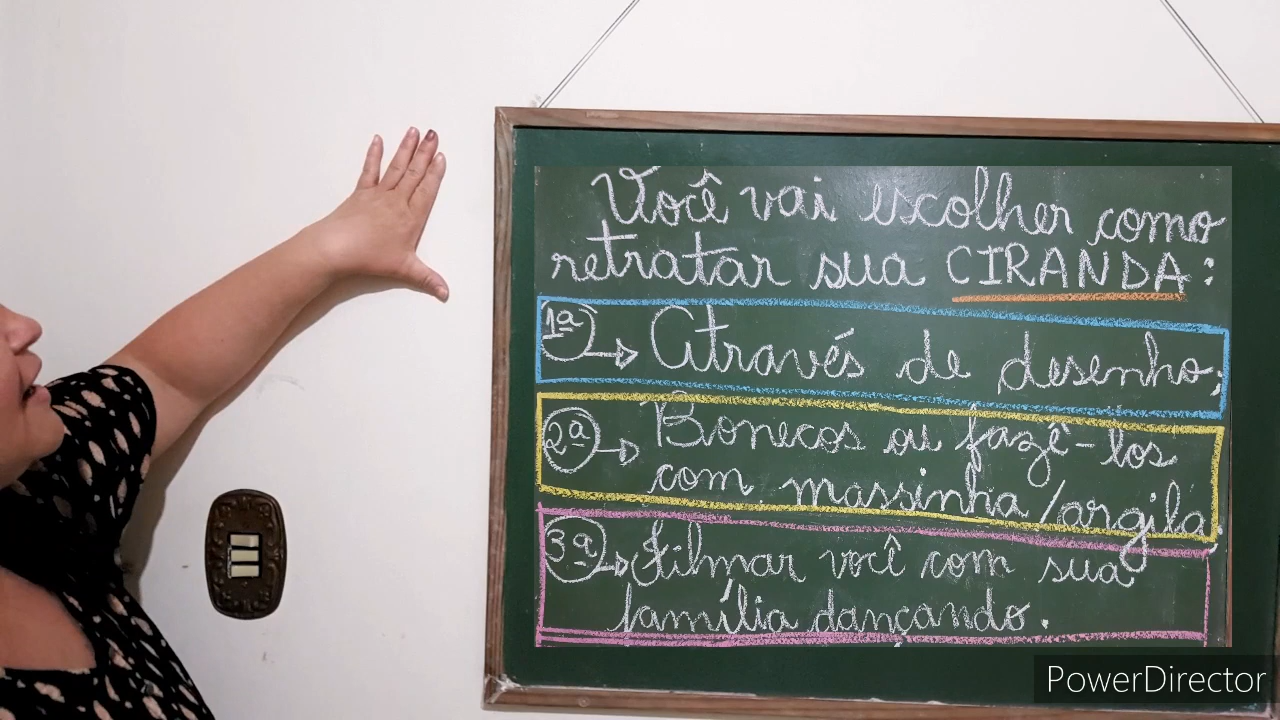 Você vai escolher como
retratar sua CIRANDA:
1ª → Através de desenho;
2ª → Bonecos ai fazê-los
com massinha/argila;
3ª → Filmar você com sua
família dançando.
PowerDirector